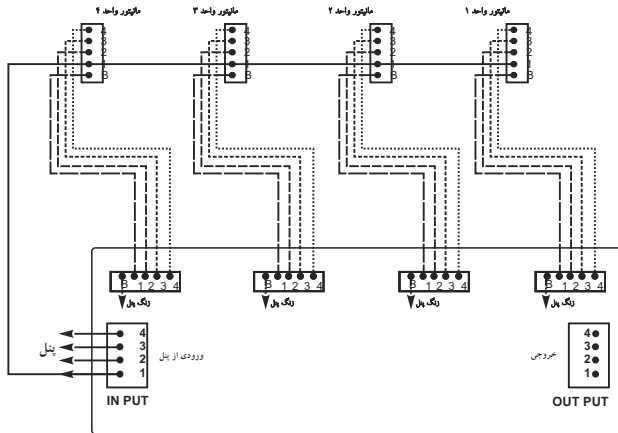 مانیتور واحد ۴
مانیتور واحد ۳
مانیتور واحد ۲
مانیتور واحد ۱
4
3
2
1
B
4
3
2
1
B
4
3
2
1
B
4
3
2
1
B
B 1 2 3 4
B 1 2 3 4
B 1 2 3 4
B 1 2 3 4
زنگ پنل
زنگ پنل
زنگ پنل
زنگ پنل
پنل
4
3
2
1
ورودی از پنل
IN PUT
خروجی
4
3
2
1
OUT PUT